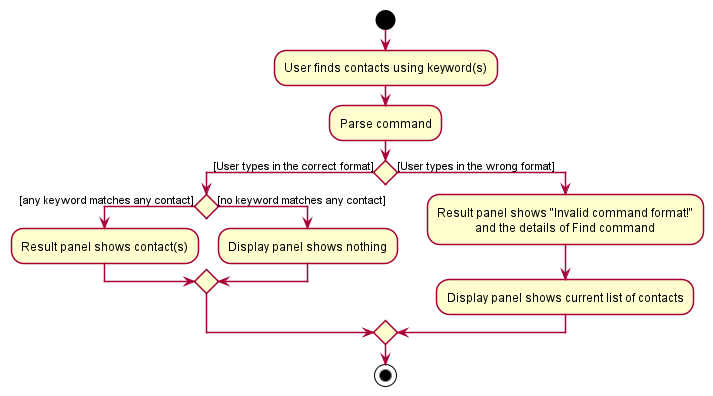 User finds contacts using keyword(s)
Parse command
[User types in the correct format]
[User types in the wrong format]
[any keyword matches any contact]
[no keyword matches any contact]
Result panel shows contact(s)
Display panel shows nothing
Result panel shows "Invalid command format!"
and the details of Find command
Display panel shows current list of contacts